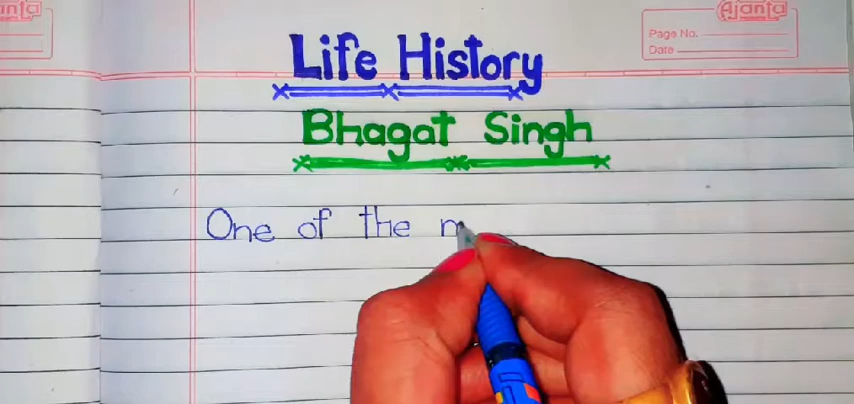 Ajanta
Ajanta
Page No.
Date
Life History
Bhagat Singh
One of the m